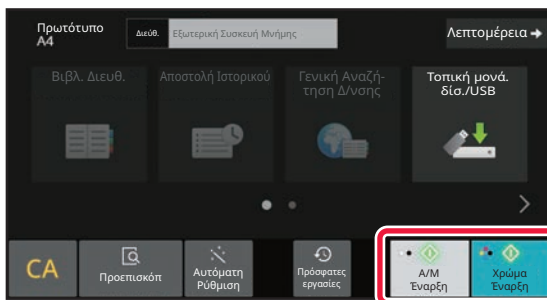 Πρωτότυπο
A4
Διεύθ.
Εξωτερική Συσκευή Μνήμης
Λεπτομέρεια
Βιβλ. Διευθ.
Αποστολή Ιστορικού
Γενική Αναζή-
τηση Δ/νσης
Τοπική μονά.
δίσ./USB
CA
Προεπισκόπ
Αυτόματη
Ρύθμιση
Πρόσφατες
εργασίες
Α/Μ
Έναρξη
Χρώμα
Έναρξη